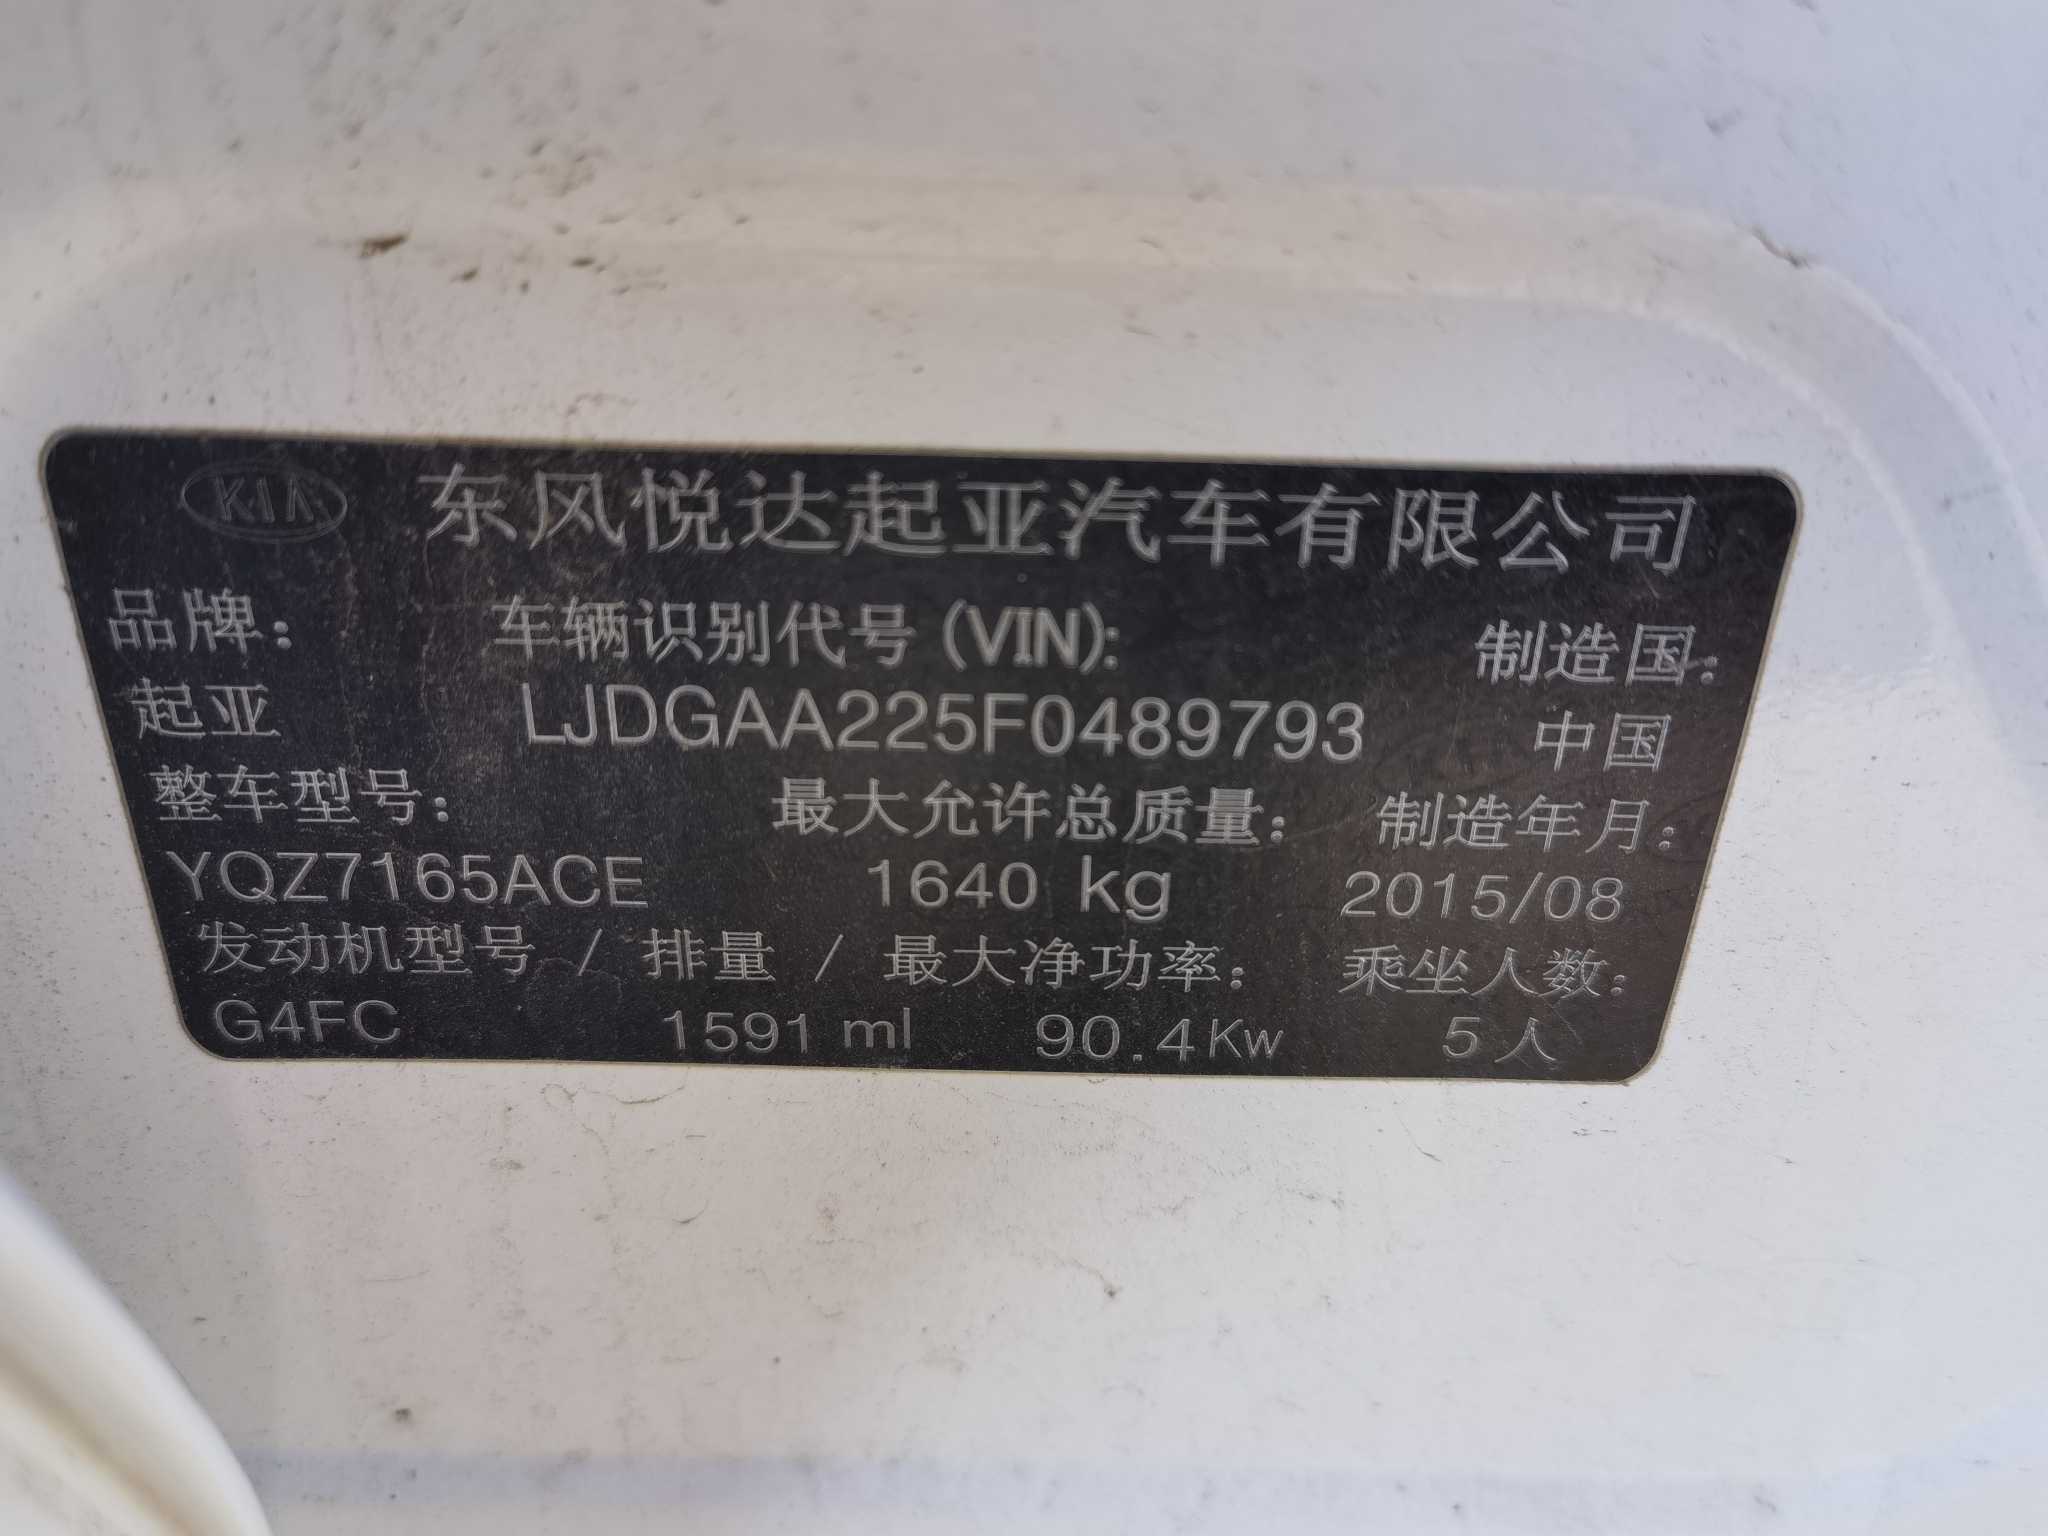 KIA 东风悦达起亚汽车有限公司
品牌: 车辆识别代号 (VIN): 制造国:
起亚 LJDGAA225F0489793 中国
整车型号: 最大允许总质量: 制造年月:
YQZ7165ACE 1640 kg 2015/08
发动机型号 / 排量 / 最大净功率: 乘坐人数:
G4FC 1591 ml 90.4Kw 5人